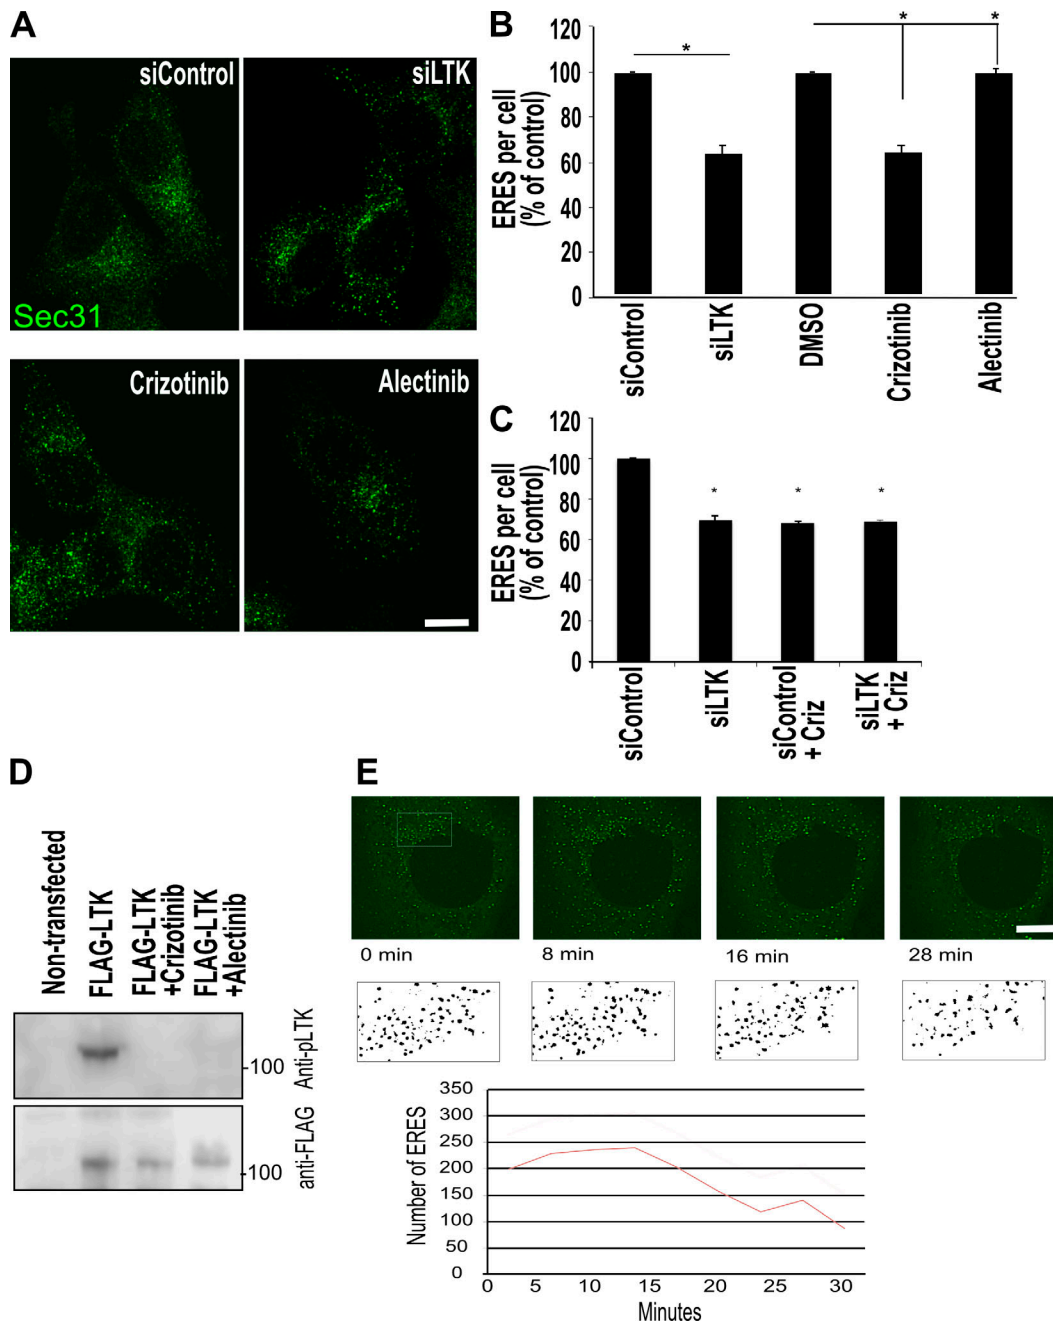 A
siControl
siLTK
Sec31
Crizotinib
Alectinib
B
ERES per cell
(% of control)
120
100
80
60
40
20
0
*
*
*
siControl
siLTK
DMSO
Crizotinib
Alectinib
C
ERES per cell
(% of control)
120
100
80
60
40
20
0
*
*
*
siControl
siLTK
siControl
+ Criz
siLTK
+ Criz
D
Non-transfected
FLAG-LTK
FLAG-LTK
+Crizotinib
FLAG-LTK
+Alectinib
-100
Anti-pLTK
-100
anti-FLAG
E
0 min
8 min
16 min
28 min
Number of ERES
350
300
250
200
150
100
50
0
0 5 10 15 20 25 30
Minutes